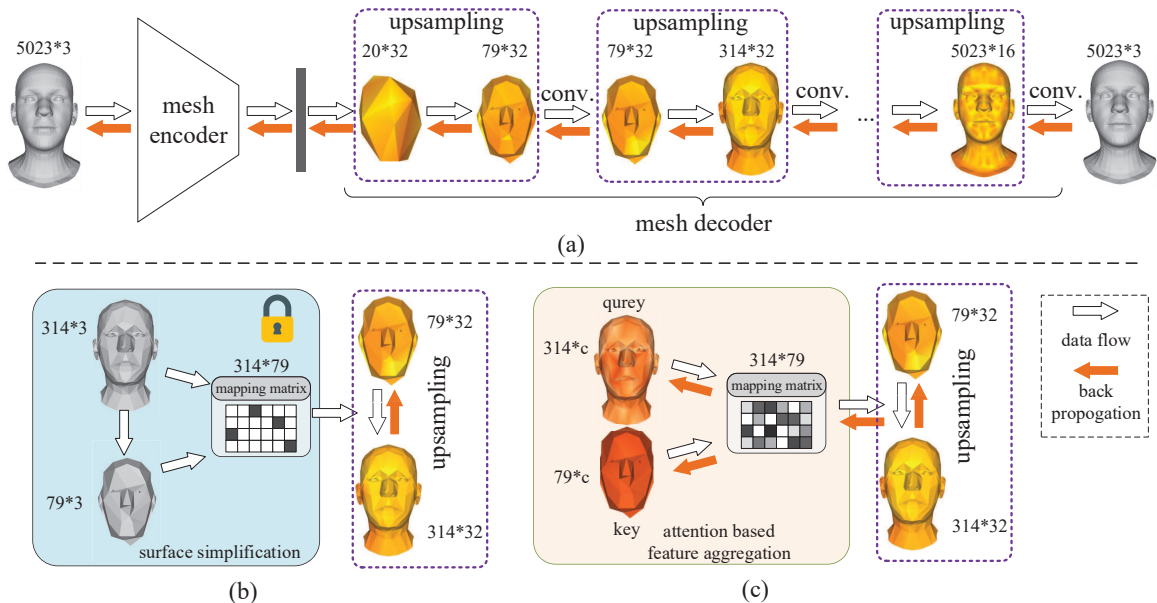 upsampling
upsampling
upsampling
5023*3
20*32
79*32
79*32
314*32
5023*16
5023*3
mesh
encoder
conv.
conv.
...
conv.
mesh decoder
(a)
314*3
79*3
314*79
mapping matrix
surface simplification
79*32
upsampling
314*32
(b)
qurey
314*c
79*c
key
314*79
mapping matrix
attention based
feature aggregation
79*32
upsampling
314*32
(c)
data flow
back
propogation